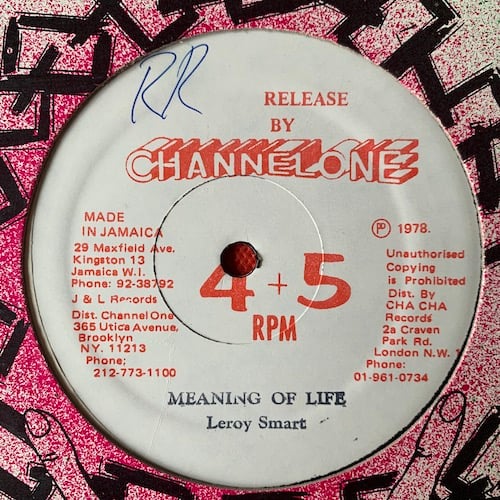 RR
RELEASE
BY
CHANNEL ONE
MADE
IN JAMAICA
29 Maxfield Ave.
Kingston 13
Jamaica W.I.
Phone: 92-38792
J & L Records
Dist. Channel One
365 Utica Avenue,
Brooklyn
NY. 11213
Phone;
212-773-1100
4 + 5
RPM
Ⓟ 1978.
Unauthorised
Copying
is Prohibited
Dist. By
CHA CHA
Records
2a Craven
Park Rd.
London N.W.
Phone:
01-961-0734
MEANING OF LIFE
Leroy Smart